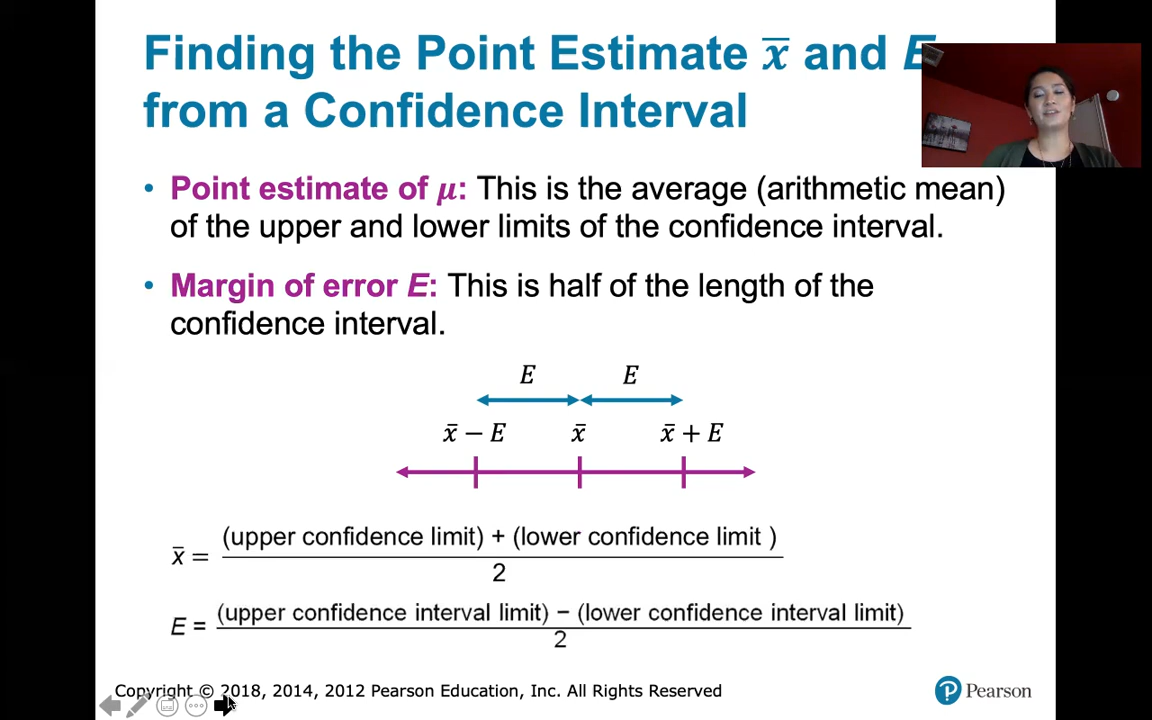 Finding the Point Estimate x̄ and E
from a Confidence Interval
• Point estimate of μ: This is the average (arithmetic mean)
of the upper and lower limits of the confidence interval.
• Margin of error E: This is half of the length of the
confidence interval.
E E
x̄ − E x̄ x̄ + E
x̄ = (upper confidence limit) + (lower confidence limit )
2
E = (upper confidence interval limit) − (lower confidence interval limit)
2
Copyright © 2018, 2014, 2012 Pearson Education, Inc. All Rights Reserved
P Pearson